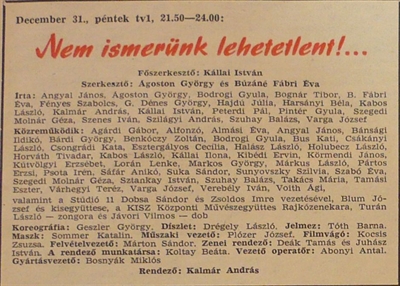 December 31., péntek tv1, 21.50—24.00:
Nem ismerünk lehetetlent!...
Főszerkesztő: Kállai István
Szerkesztő: Ágoston György és Búzáné Fábri Éva
Írta: Angyal János, Ágoston György, Bodrogi Gyula, Bognár Tibor, B. Fábri
Éva, Fényes Szabolcs, G. Dénes György, Hajdú Júlia, Harsányi Béla, Kabos
László, Kalmár András, Kállai István, Peterdi Pál, Pintér Gyula, Szegedi
Molnár Géza, Szenes Iván, Szilágyi András, Szuhay Balázs, Varga József
Közreműködik: Agárdi Gábor, Alfonzó, Almási Éva, Angyal János, Bánsági
Ildikó, Bárdi György, Benkóczy Zoltán, Bodrogi Gyula, Bus Kati, Csákányi
László, Csongrádi Kata, Esztergályos Cecília, Halász László, Holubecz László,
Horváth Tivadar, Kabos László, Kállai Ilona, Kibédi Ervin, Körmendi János,
Kútvölgyi Erzsébet, Lorán Lenke, Markos György, Márkus László, Pártos
Erzsi, Psota Irén, Sáfár Anikó, Suka Sándor, Sunyovszky Szilvia, Szabó Éva,
Szegedi Molnár Géza, Sztankay István, Szuhay Balázs, Takács Mária, Tamási
Eszter, Várhegyi Teréz, Varga József, Verebély Iván, Voith Ági,
valamint a Stúdió 11 Dobsa Sándor és Zsoldos Imre vezetésével, Blum József
és kisegyüttese, a KISZ Központi Művészegyüttes Rajkózenekara, Turán
László — zongora és Jávori Vilmos — dob
Koreográfia: Geszler György. Díszlet: Drégely László. Jelmez: Tóth Barna.
Maszk: Sommer Katalin. Műszaki vezető: Plózer József. Filmvágó: Kocsis
Zsuzsa. Felvételvezető: Márton Sándor. Zenei rendező: Deák Tamás és Juhász
István. A rendező munkatársa: Koltay Beáta. Vezető operatőr: Abonyi Antal.
Gyártásvezető: Bosnyák Miklós
Rendező: Kalmár András